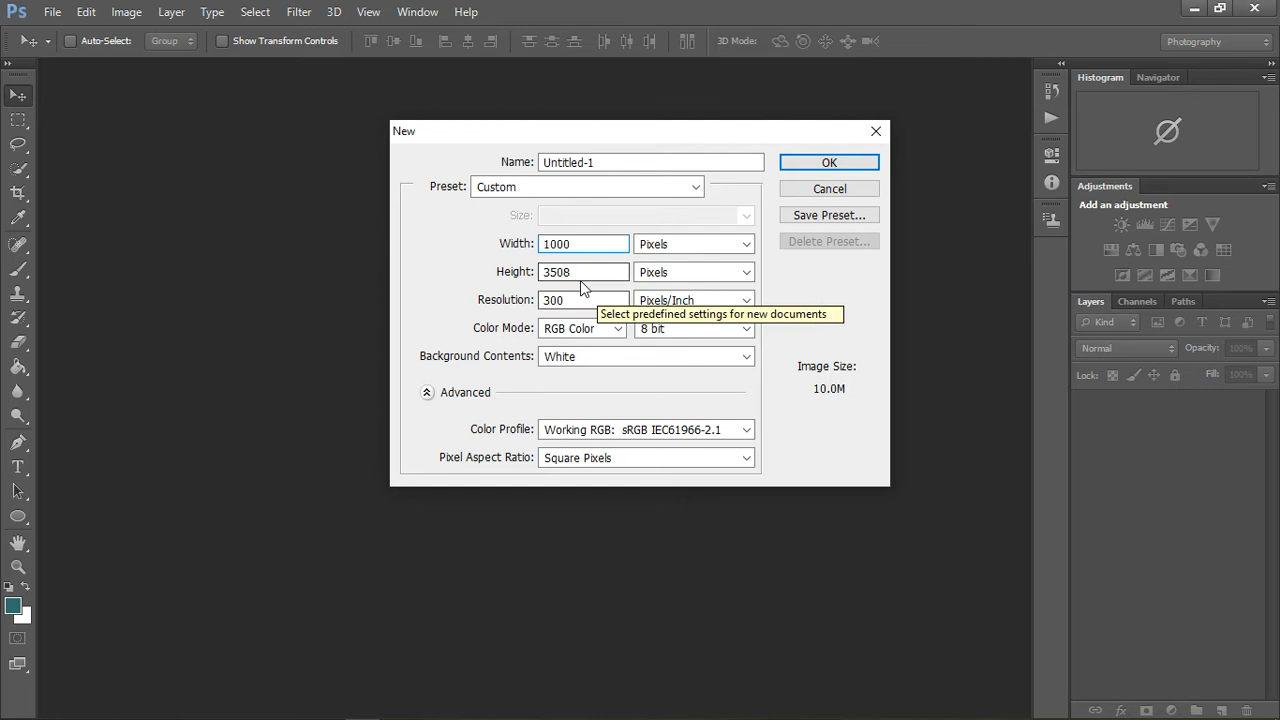 Ps File Edit Image Layer Type Select Filter 3D View Window Help
Auto-Select: Group Show Transform Controls 3D Mode: Photography
Histogram Navigator
New
Name: Untitled-1 OK
Preset: Custom Cancel
Size: Save Preset...
Width: 1000 Pixels Delete Preset...
Height: 3508 Pixels
Resolution: 300 Pixels/Inch
Select predefined settings for new documents
Color Mode: RGB Color 8 bit
Background Contents: White
Image Size:
10.0M
Advanced
Color Profile: Working RGB: sRGB IEC61966-2.1
Pixel Aspect Ratio: Square Pixels
Adjustments
Add an adjustment
Layers Channels Paths
Kind
Normal Opacity: 100%
Lock: Fill: 100%